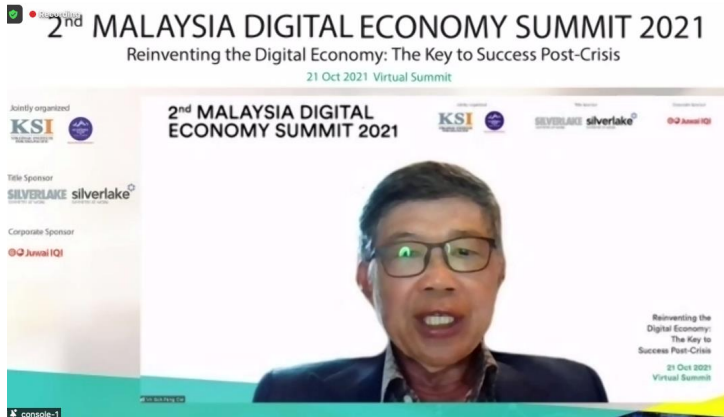 Recording
2nd MALAYSIA DIGITAL ECONOMY SUMMIT 2021
Reinventing the Digital Economy: The Key to Success Post-Crisis
21 Oct 2021 Virtual Summit
Jointly organized
KSI
Title Sponsor
SILVERLAKE silverlake
Corporate Sponsor
Juwai IQI
2nd MALAYSIA DIGITAL
ECONOMY SUMMIT 2021
KSI
SILVERLAKE silverlake
Juwai IQI
Reinventing the
Digital Economy:
The Key to
Success Post-Crisis
21 Oct 2021
Virtual Summit
console-1